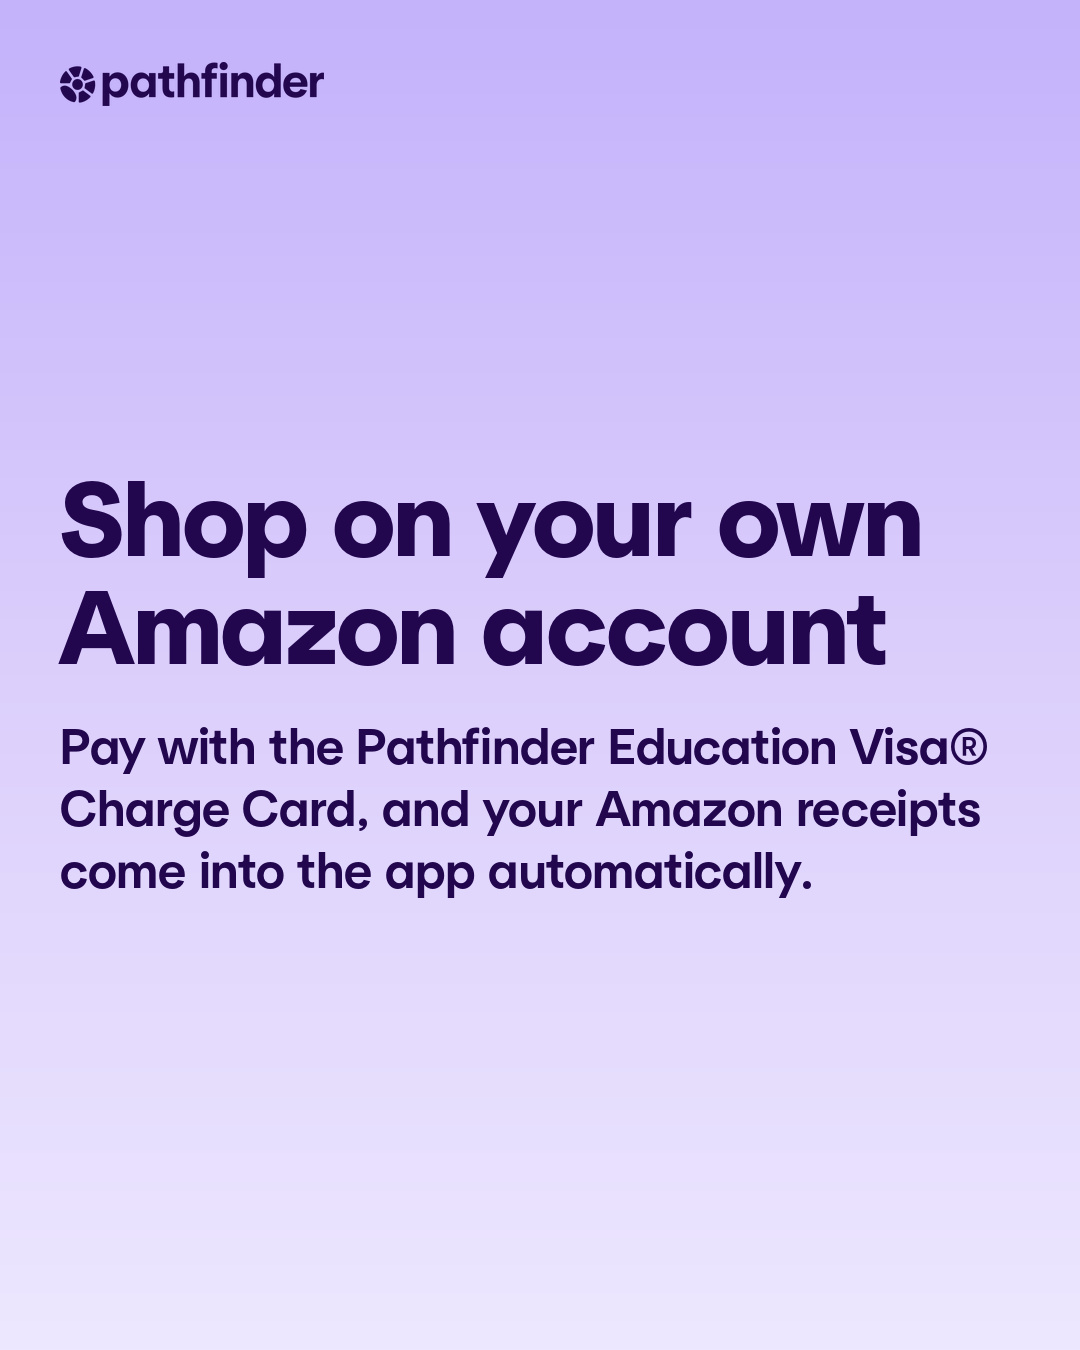 pathfinder
Shop on your own
Amazon account
Pay with the Pathfinder Education Visa®
Charge Card, and your Amazon receipts
come into the app automatically.